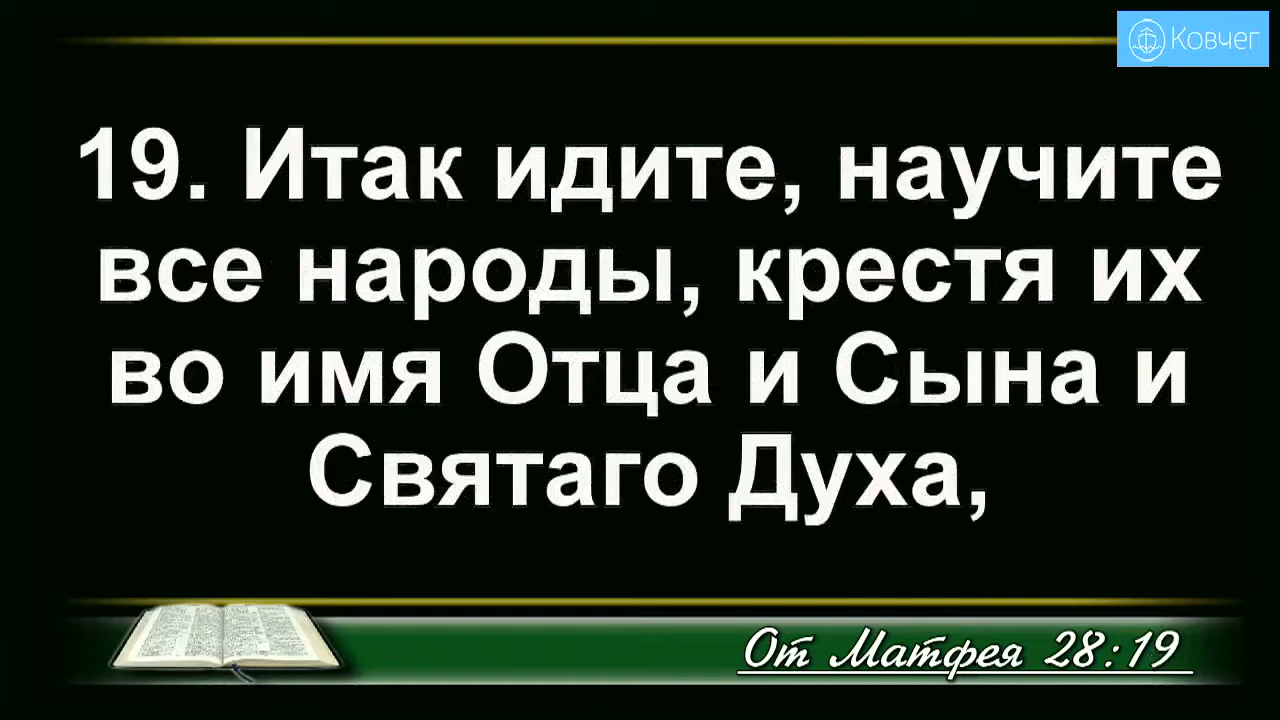 Ковчег
19. Итак идите, научите
все народы, крестя их
во имя Отца и Сына и
Святаго Духа,
От Матфея 28:19